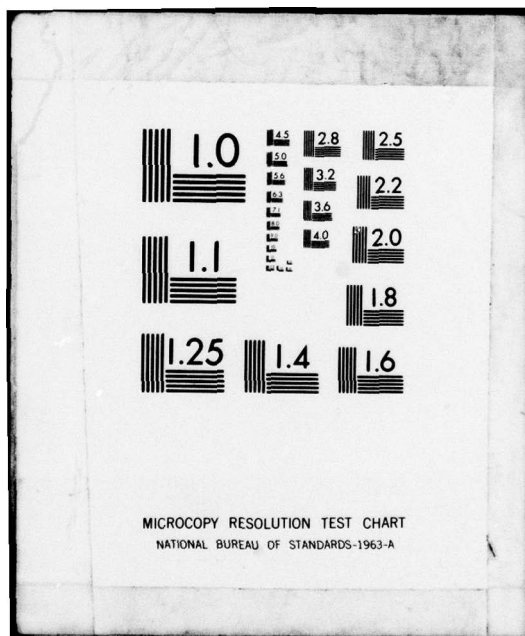 1.0 4.5 2.8 2.5
5.0
5.6 3.2 2.2
6.3
3.6
4.0 2.0
1.1
1.8
1.25 1.4 1.6
MICROCOPY RESOLUTION TEST CHART
NATIONAL BUREAU OF STANDARDS-1963-A